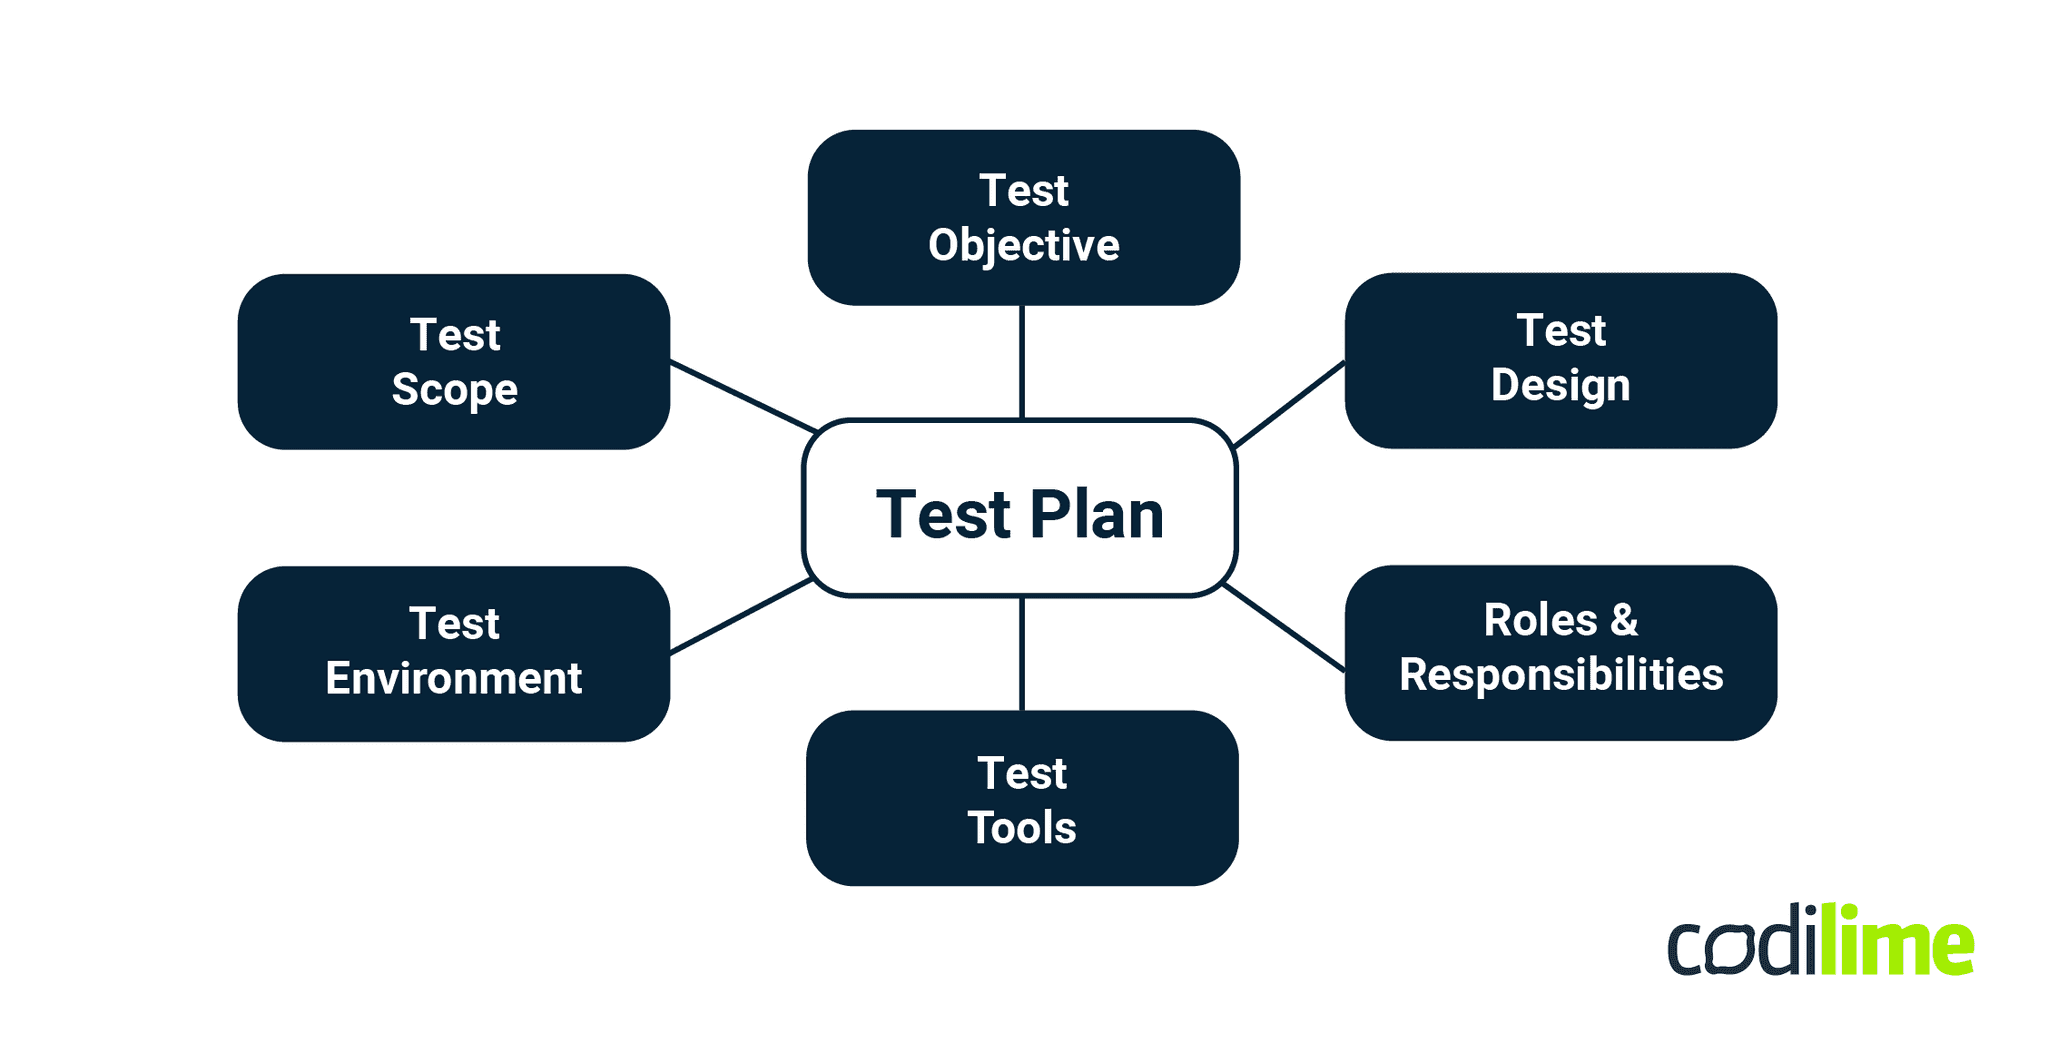 Test
Objective
Test
Scope
Test
Design
Test Plan
Test
Environment
Roles &
Responsibilities
Test
Tools
codilime